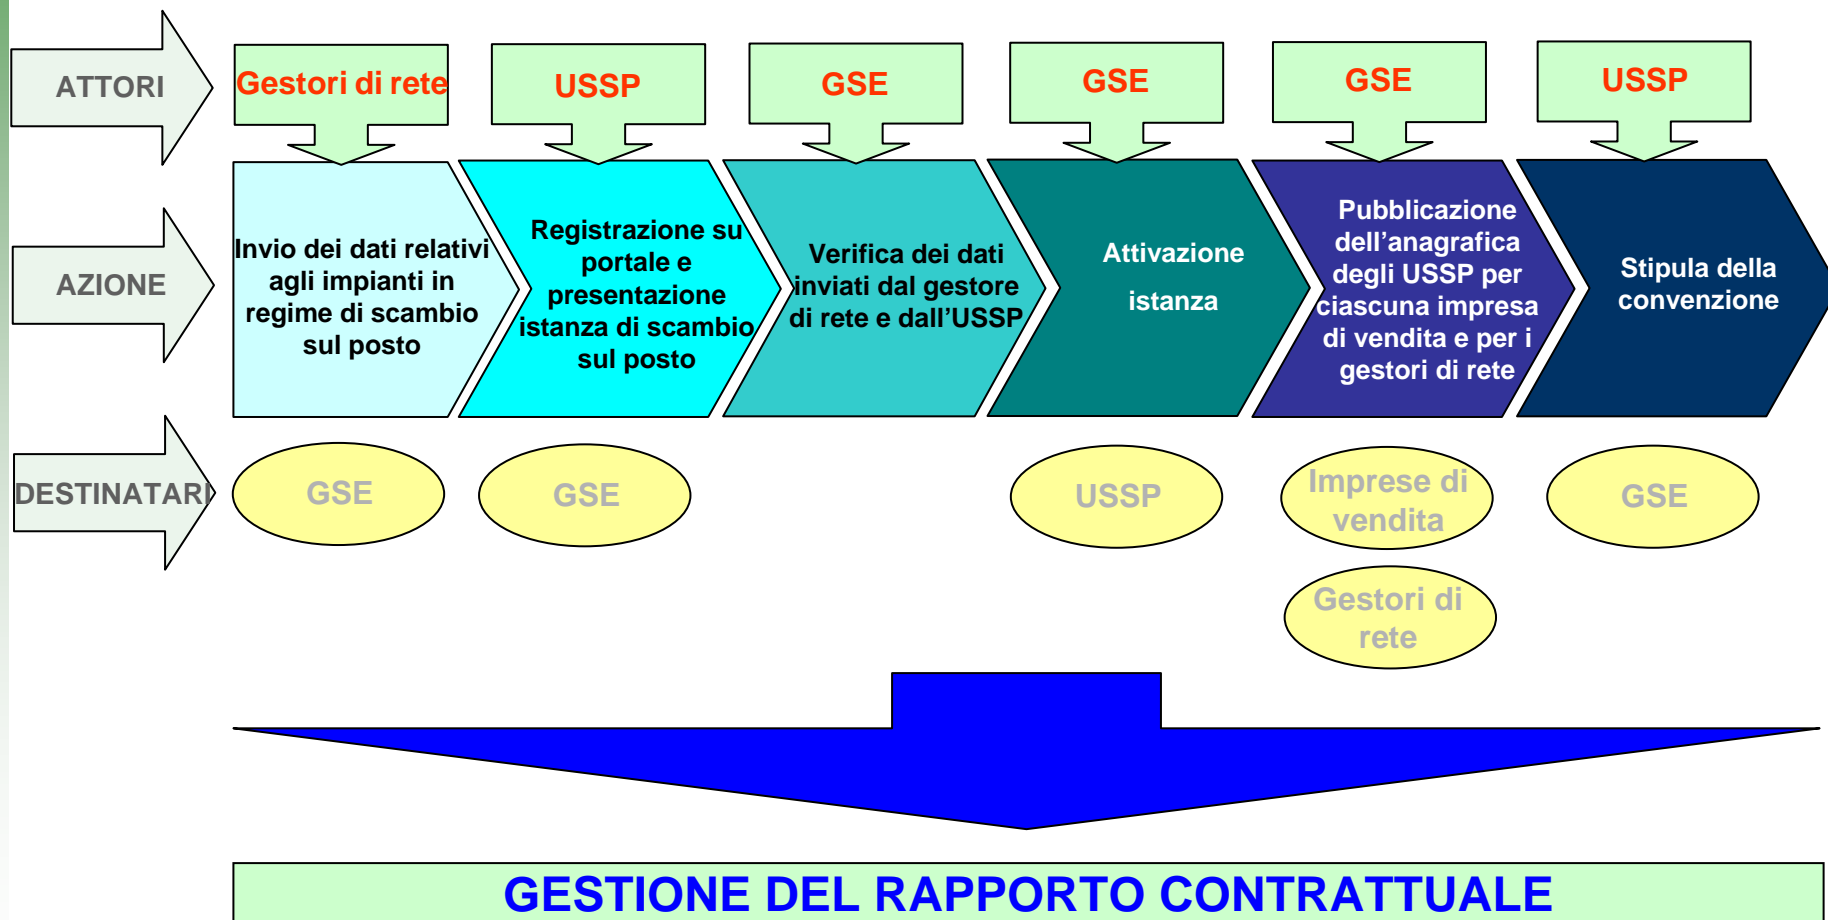 ATTORI
Gestori di rete
USSP
GSE
GSE
GSE
USSP
AZIONE
Invio dei dati relativi
agli impianti in
regime di scambio
sul posto
Registrazione su
portale e
presentazione
istanza di scambio
sul posto
Verifica dei dati
inviati dal gestore
di rete e dall'USSP
Attivazione
istanza
Pubblicazione
dell'anagrafica
degli USSP per
ciascuna impresa
di vendita e per i
gestori di rete
Stipula della
convenzione
DESTINATARI
GSE
GSE
USSP
Imprese di
vendita
Gestori di
rete
GSE
GESTIONE DEL RAPPORTO CONTRATTUALE